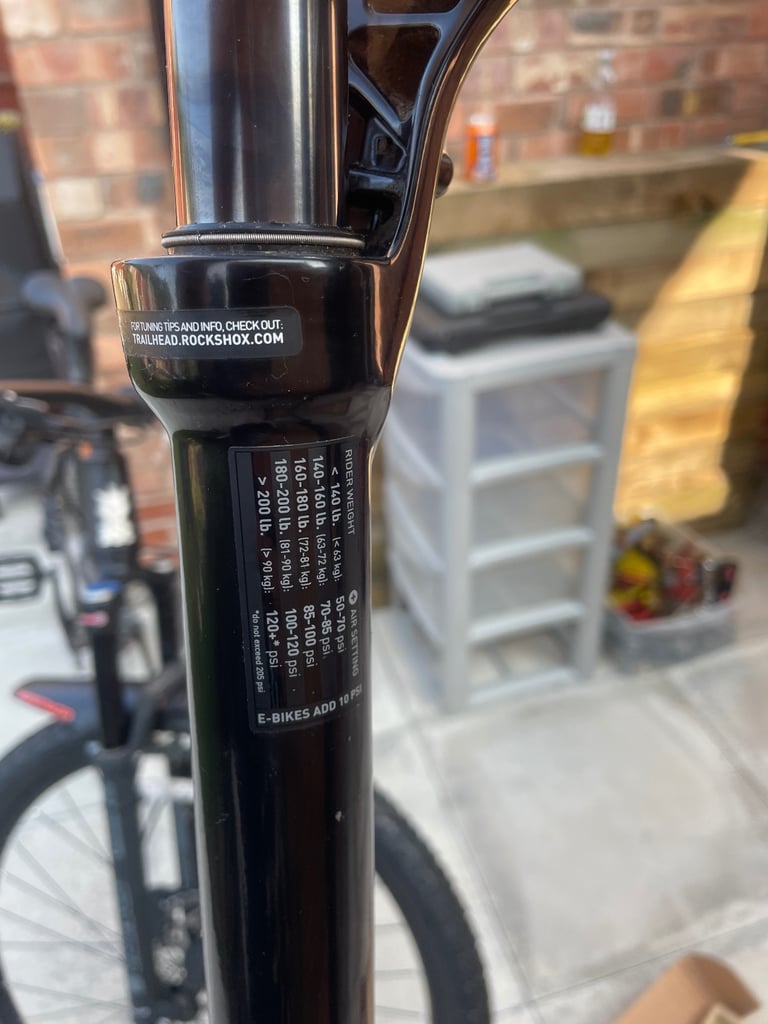 FOR TUNING TIPS AND INFO, CHECK OUT:
TRAILHEAD.ROCKSHOX.COM
RIDER WEIGHT AIR SETTING
< 140 lb. (< 63 kg): 50-70 psi
140-160 lb. (63-72 kg): 70-85 psi
160-180 lb. (72-81 kg): 85-100 psi
180-200 lb. (81-90 kg): 100-120 psi
> 200 lb. (> 90 kg): 120+* psi
*do not exceed 205 psi
E-BIKES ADD 10 PSI